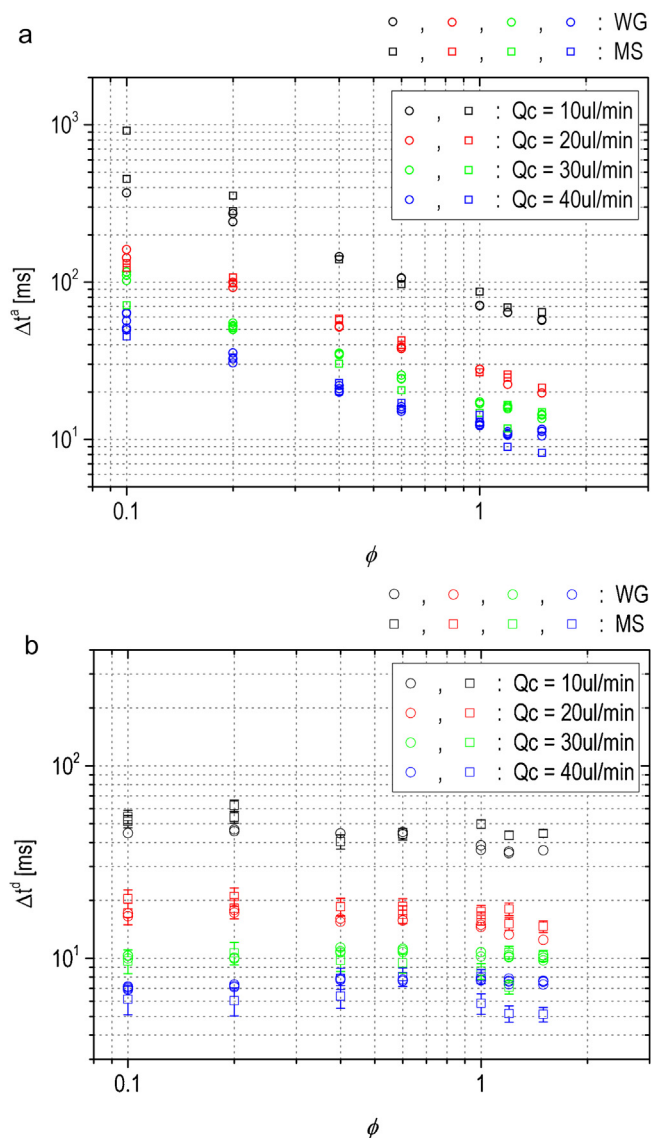 a
, , , : WG
, , , : MS
, : Qc = 10ul/min
, : Qc = 20ul/min
, : Qc = 30ul/min
, : Qc = 40ul/min
10³
10²
10¹
Δtᵃ [ms]
0.1 1
ϕ
b
, , , : WG
, , , : MS
, : Qc = 10ul/min
, : Qc = 20ul/min
, : Qc = 30ul/min
, : Qc = 40ul/min
10²
10¹
Δtᵈ [ms]
0.1 1
ϕ